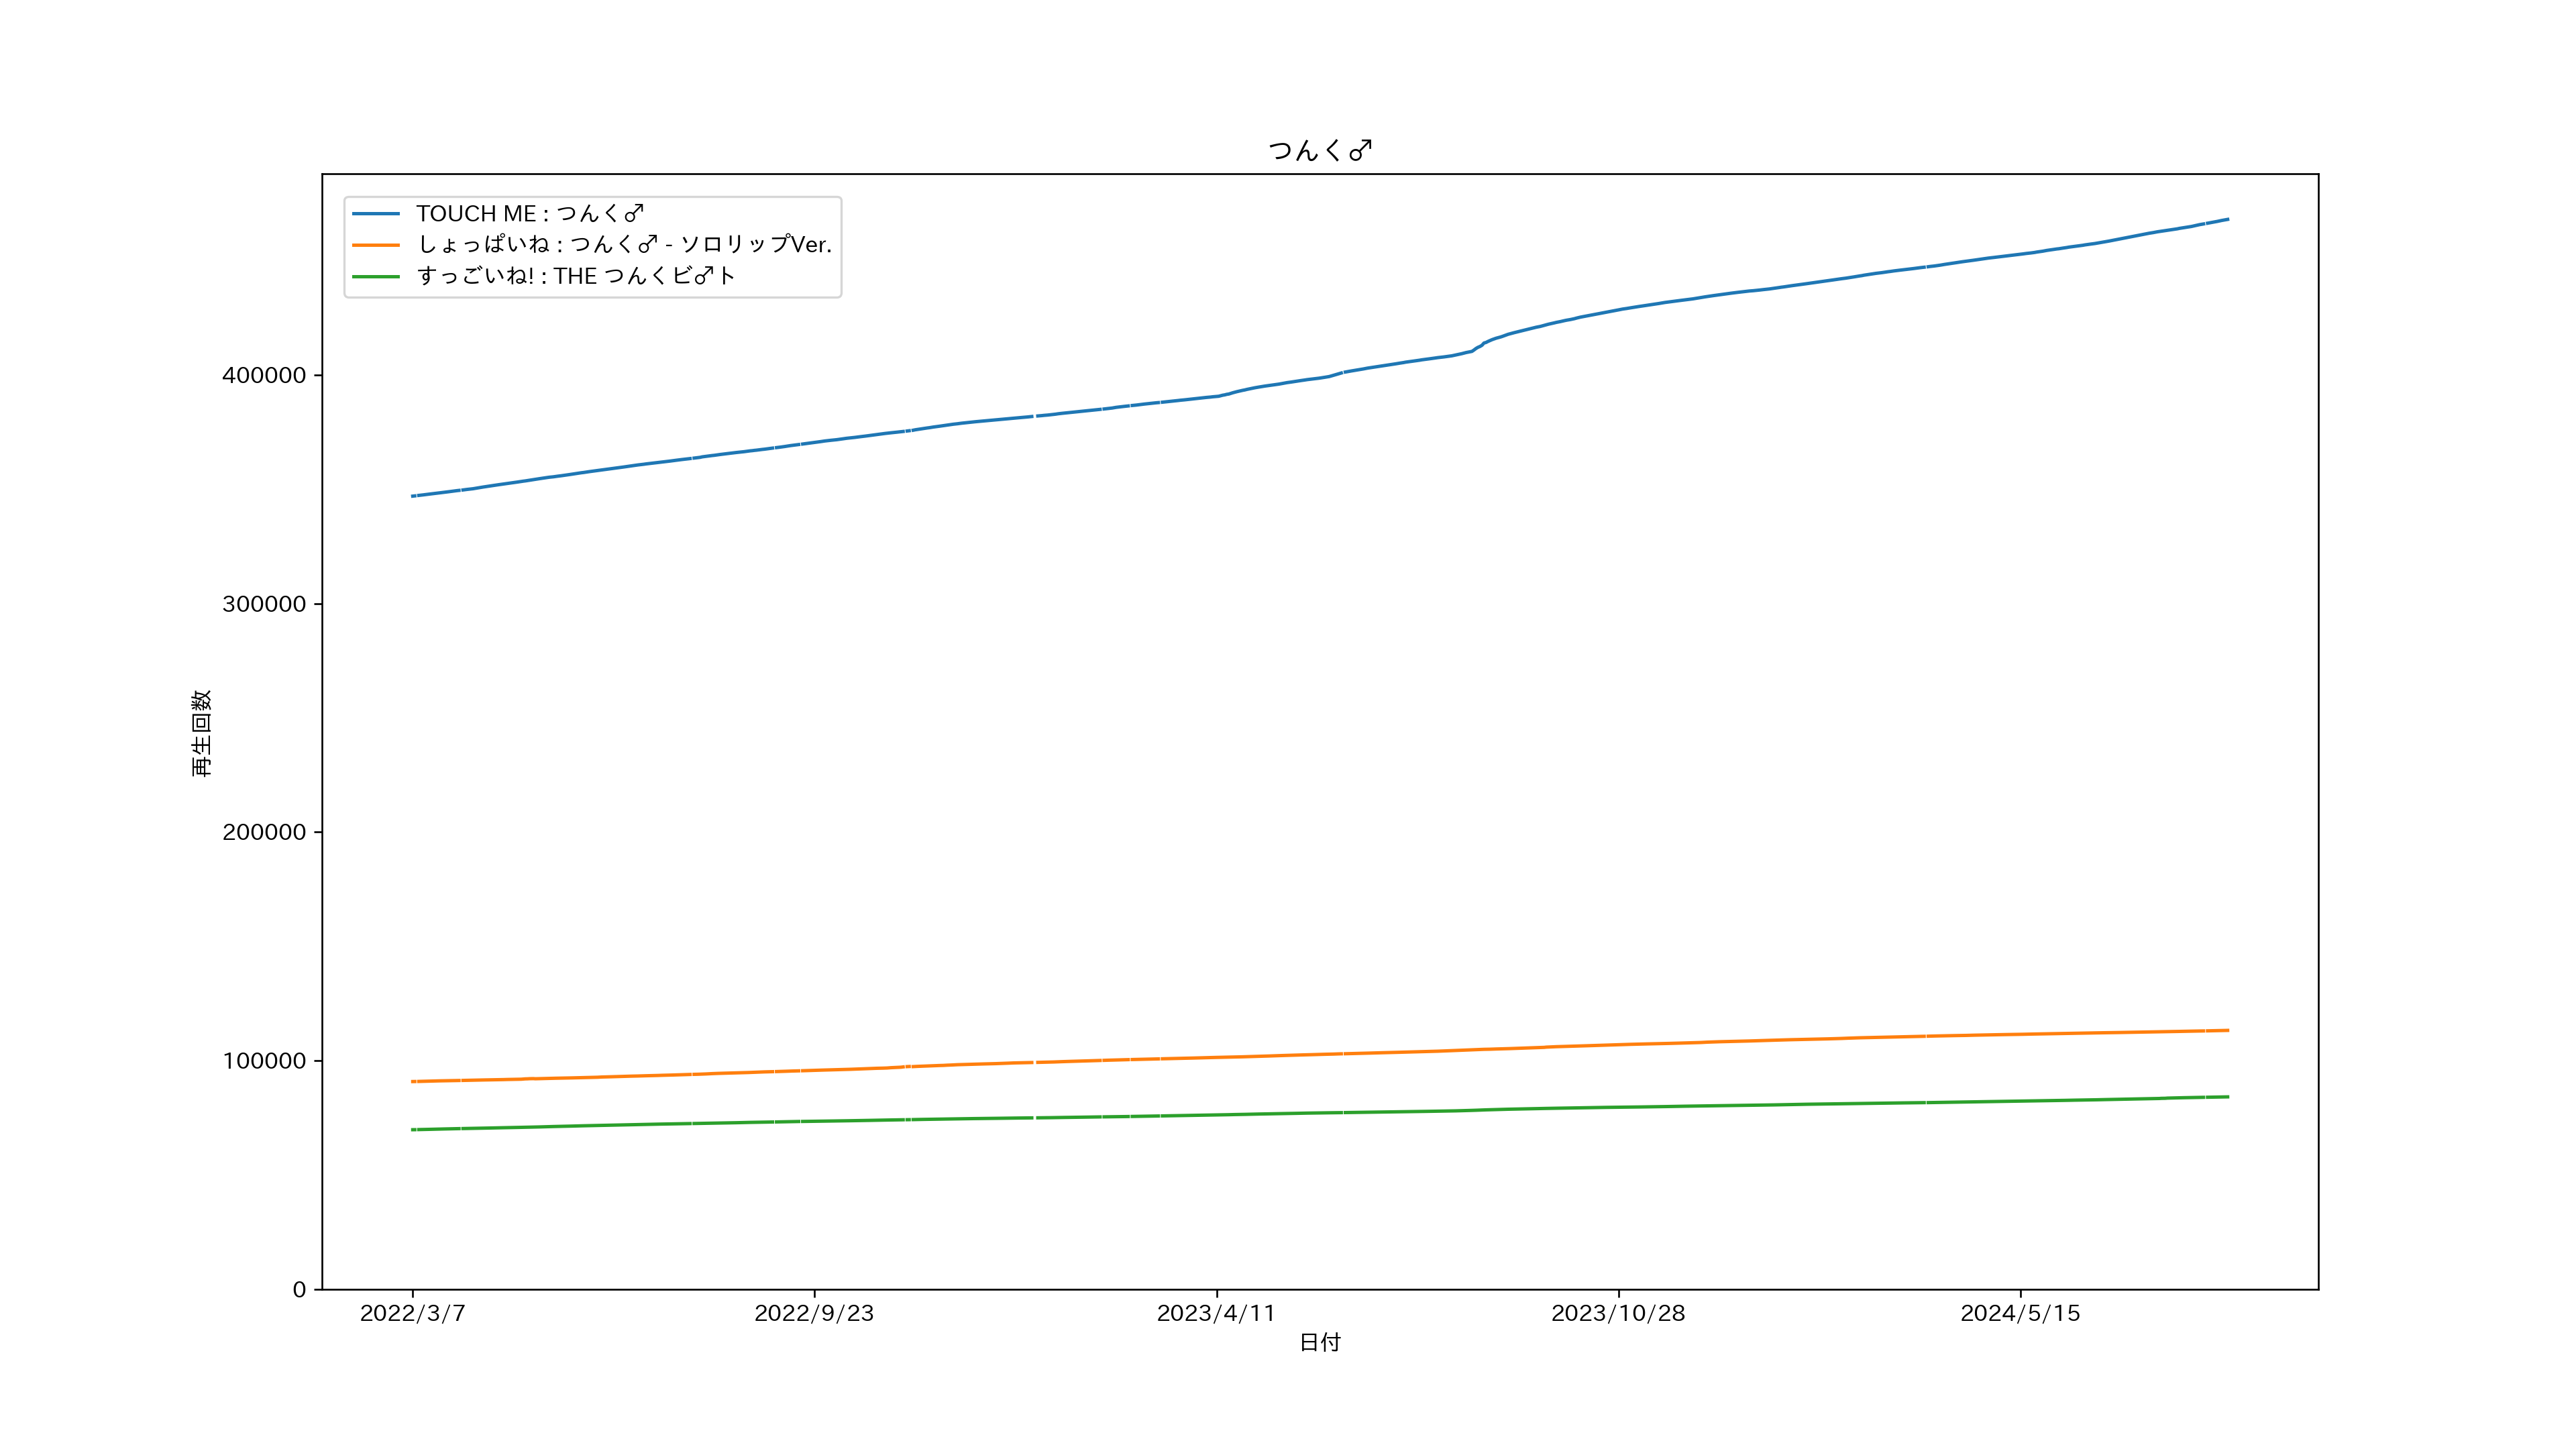 つんく♂
TOUCH ME : つんく♂
しょっぱいね : つんく♂ - ソロリップVer.
すっごいね! : THE つんくビ♂ト
400000
300000
200000
100000
0
再生回数
2022/3/7
2022/9/23
2023/4/11
2023/10/28
2024/5/15
日付